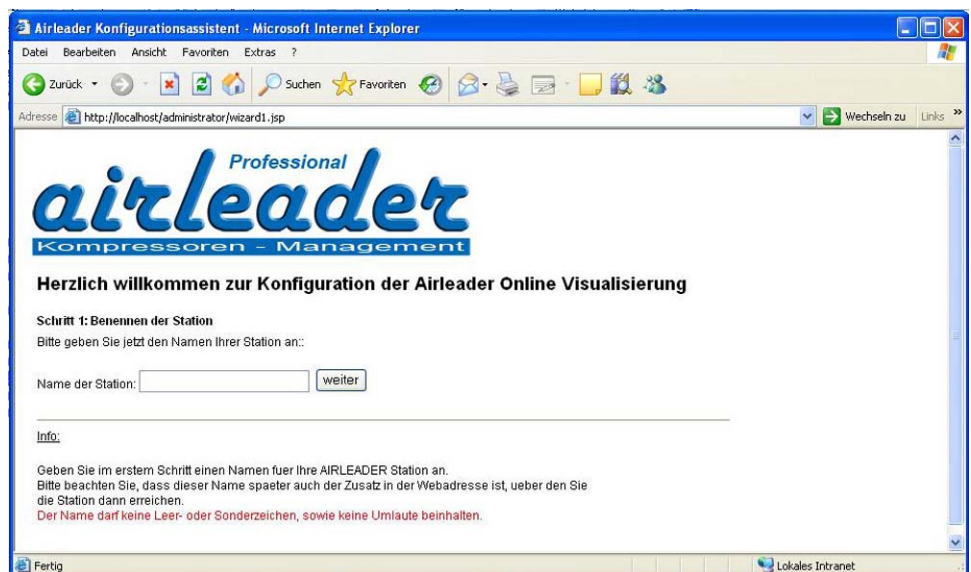 Airleader Konfigurationsassistent - Microsoft Internet Explorer
Datei Bearbeiten Ansicht Favoriten Extras ?
Zurück Suchen Favoriten
Adresse http://localhost/administrator/wizard1.jsp Wechseln zu Links »
Professional
airleader
Kompressoren - Management
Herzlich willkommen zur Konfiguration der Airleader Online Visualisierung
Schritt 1: Benennen der Station
Bitte geben Sie jetzt den Namen Ihrer Station an::
Name der Station: weiter
Info:
Geben Sie im erstem Schritt einen Namen fuer Ihre AIRLEADER Station an.
Bitte beachten Sie, dass dieser Name spaeter auch der Zusatz in der Webadresse ist, ueber den Sie
die Station dann erreichen.
Der Name darf keine Leer- oder Sonderzeichen, sowie keine Umlaute beinhalten.
Fertig Lokales Intranet